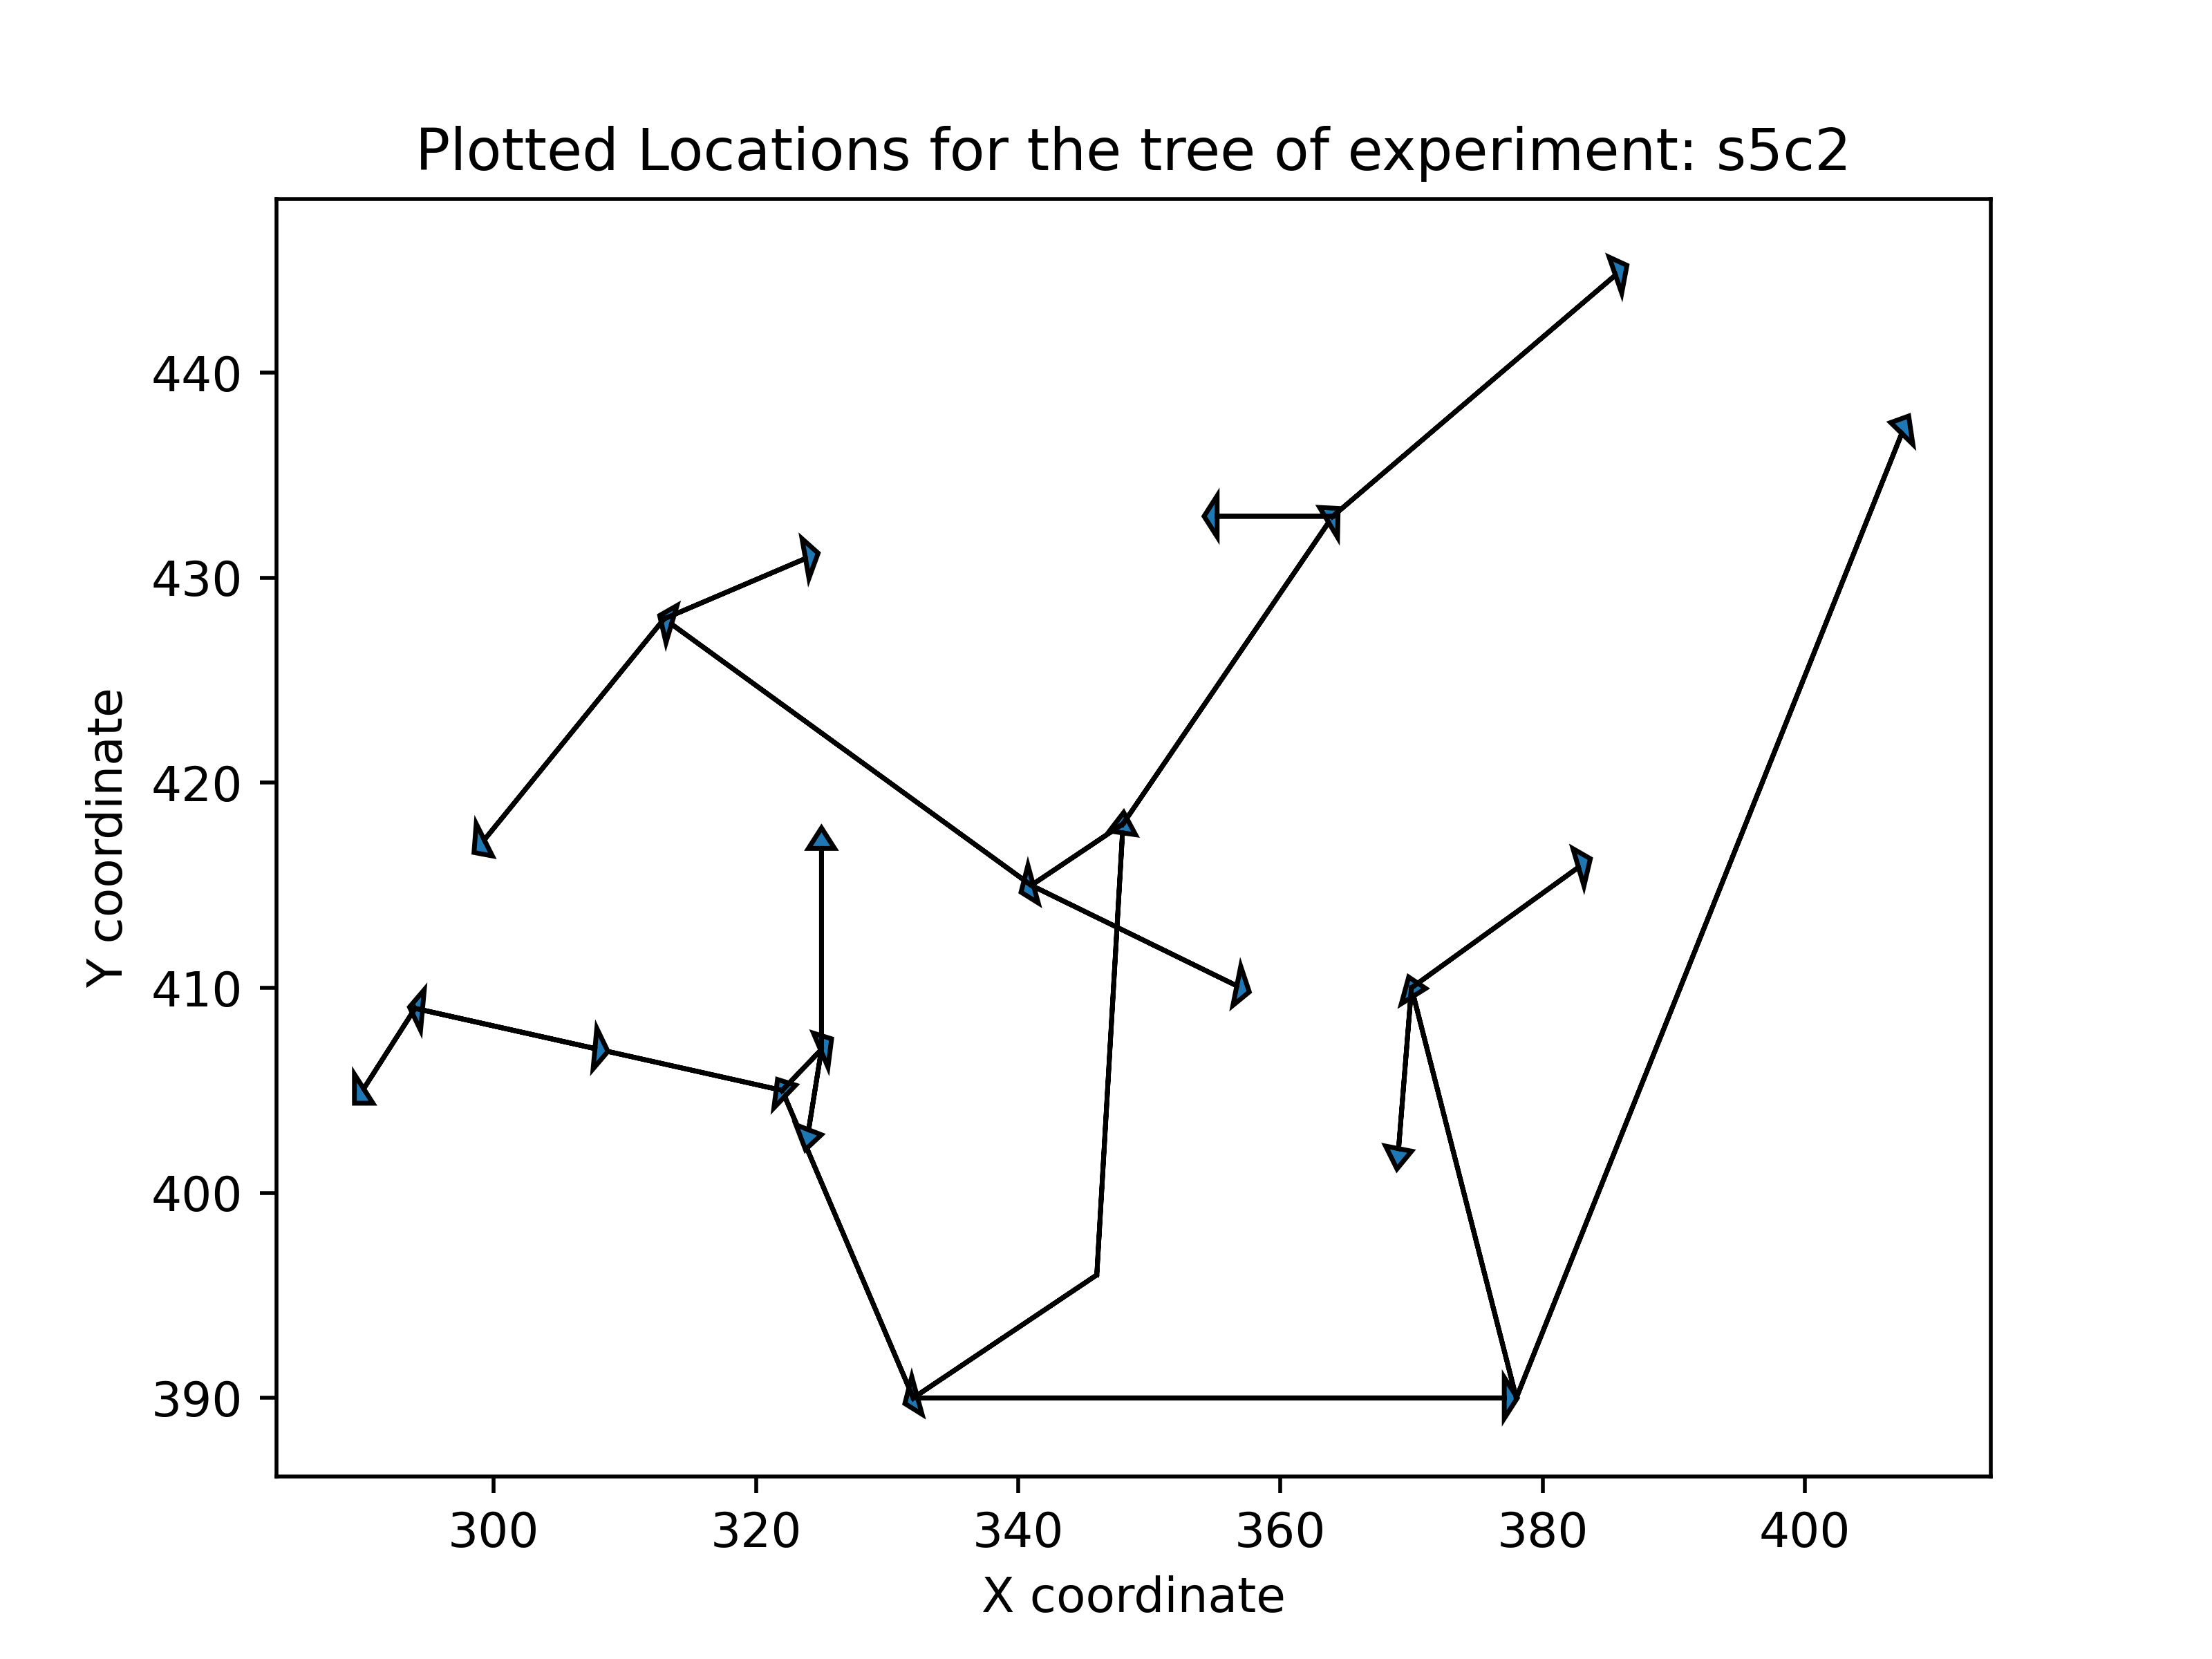 Plotted Locations for the tree of experiment: s5c2
440
430
420
410
400
390
Y coordinate
300 320 340 360 380 400
X coordinate